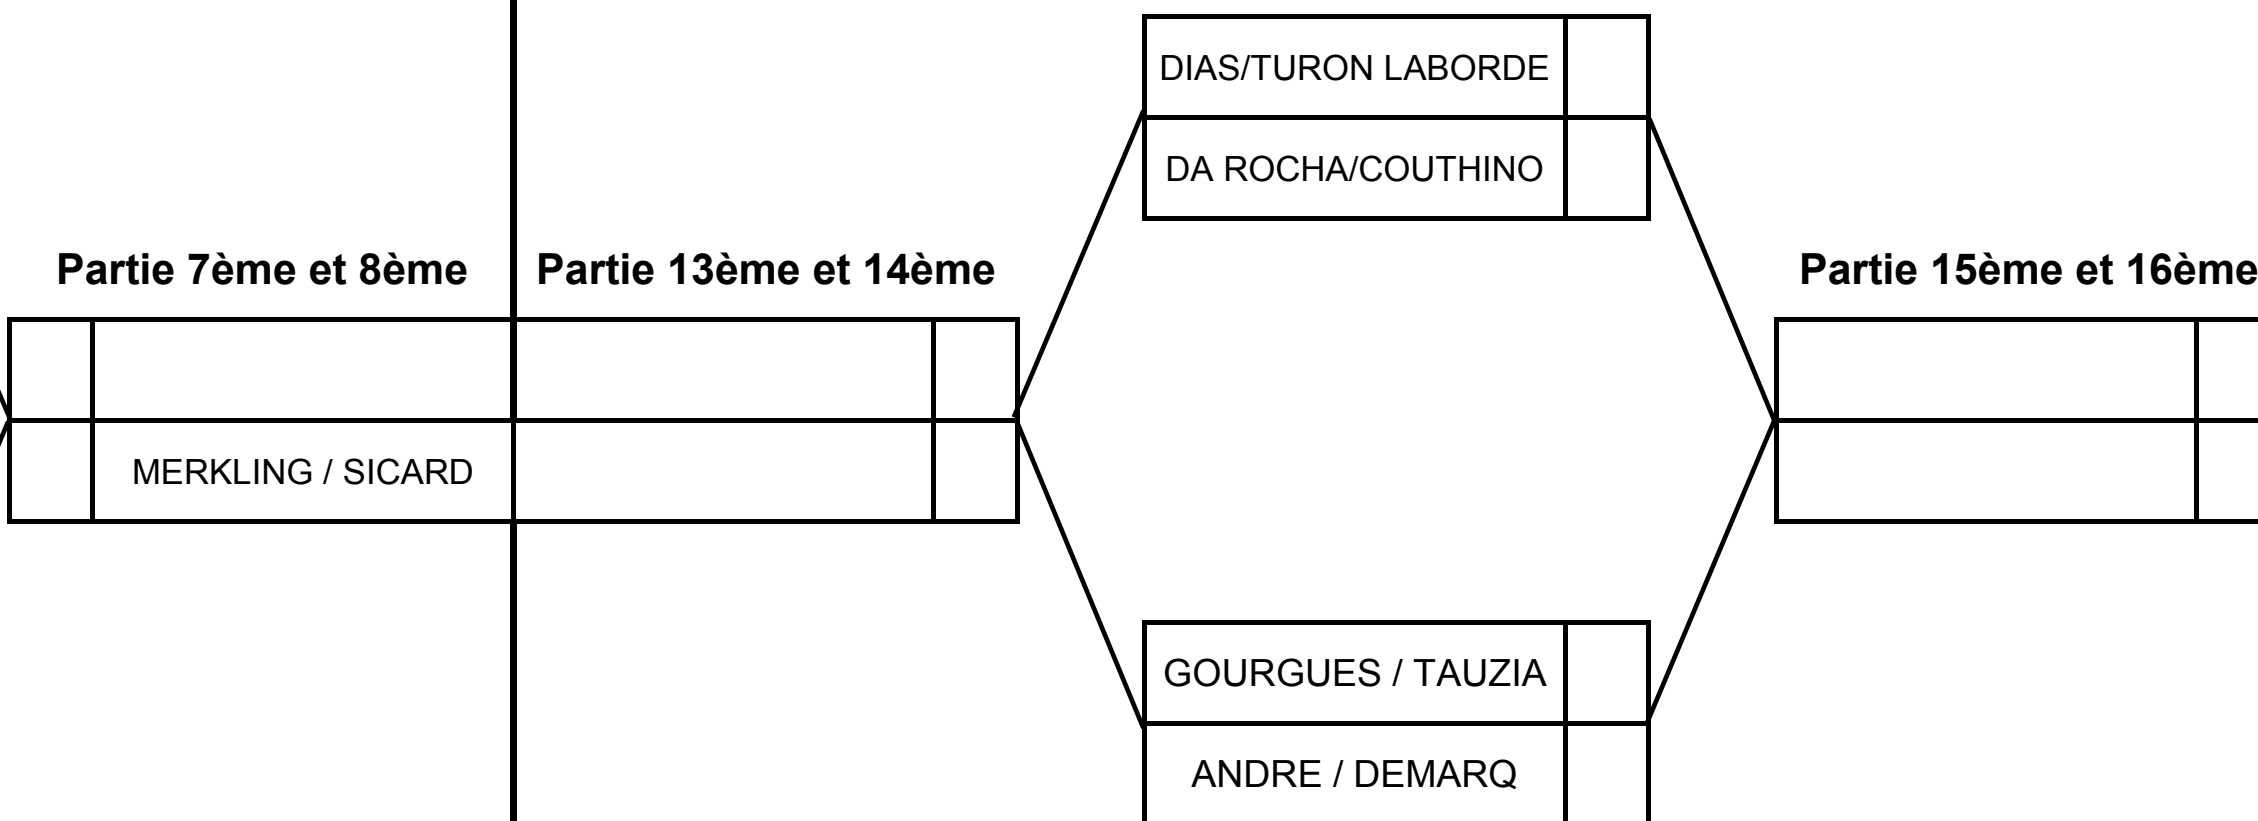 DIAS/TURON LABORDE
DA ROCHA/COUTHINO
Partie 7ème et 8ème
Partie 13ème et 14ème
Partie 15ème et 16ème
MERKLING / SICARD
GOURGUES / TAUZIA
ANDRE / DEMARQ